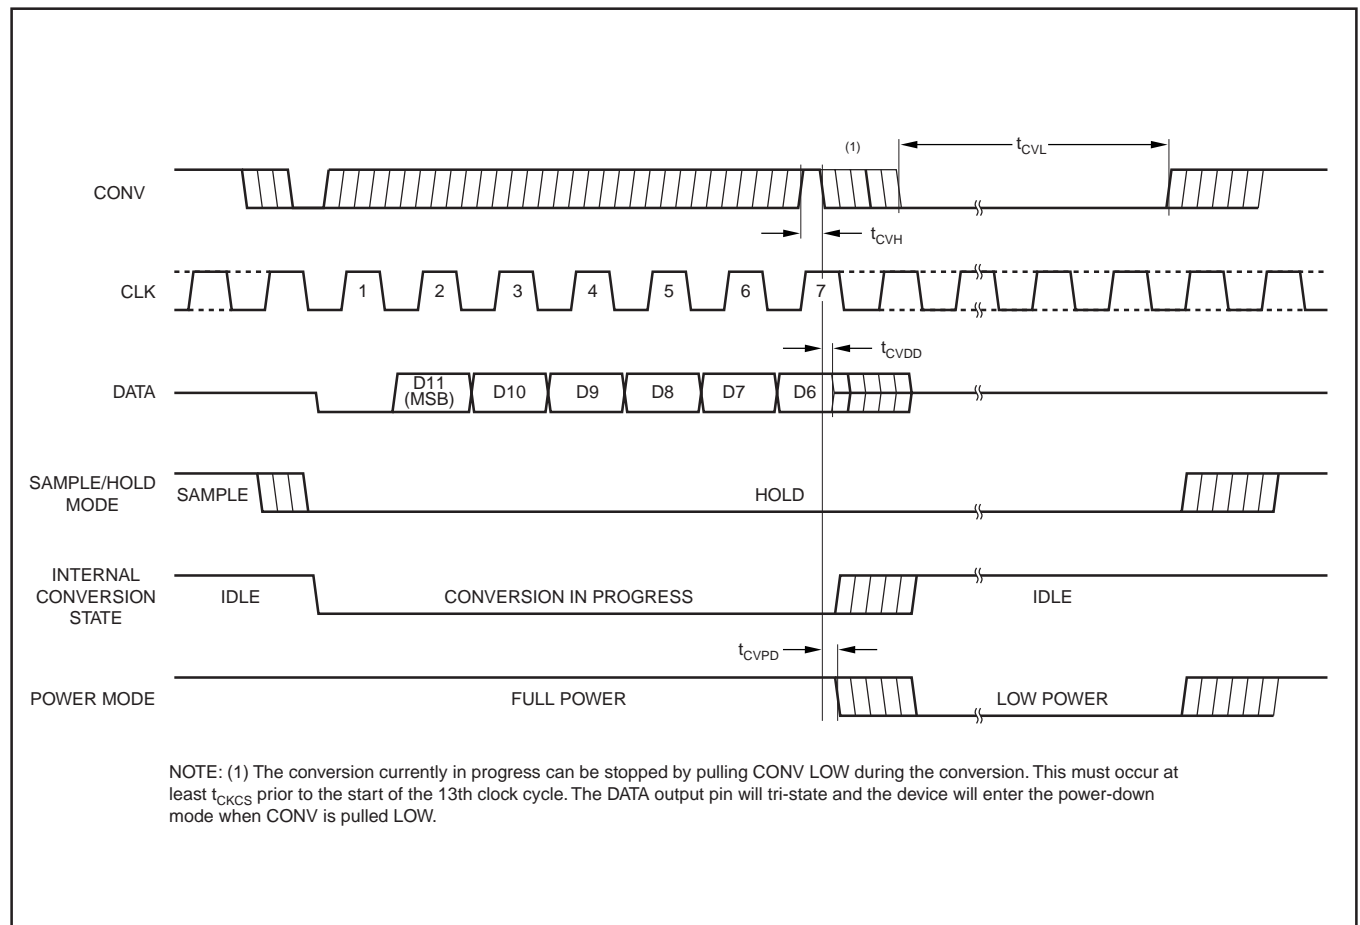 (1)
tCVL
CONV
tCVH
CLK
1 2 3 4 5 6 7
tCVDD
DATA
D11
(MSB)
D10 D9 D8 D7 D6
SAMPLE/HOLD
MODE
SAMPLE
HOLD
INTERNAL
CONVERSION
STATE
IDLE
CONVERSION IN PROGRESS
IDLE
tCVPD
POWER MODE
FULL POWER
LOW POWER
NOTE: (1) The conversion currently in progress can be stopped by pulling CONV LOW during the conversion. This must occur at
least tCKCS prior to the start of the 13th clock cycle. The DATA output pin will tri-state and the device will enter the power-down
mode when CONV is pulled LOW.